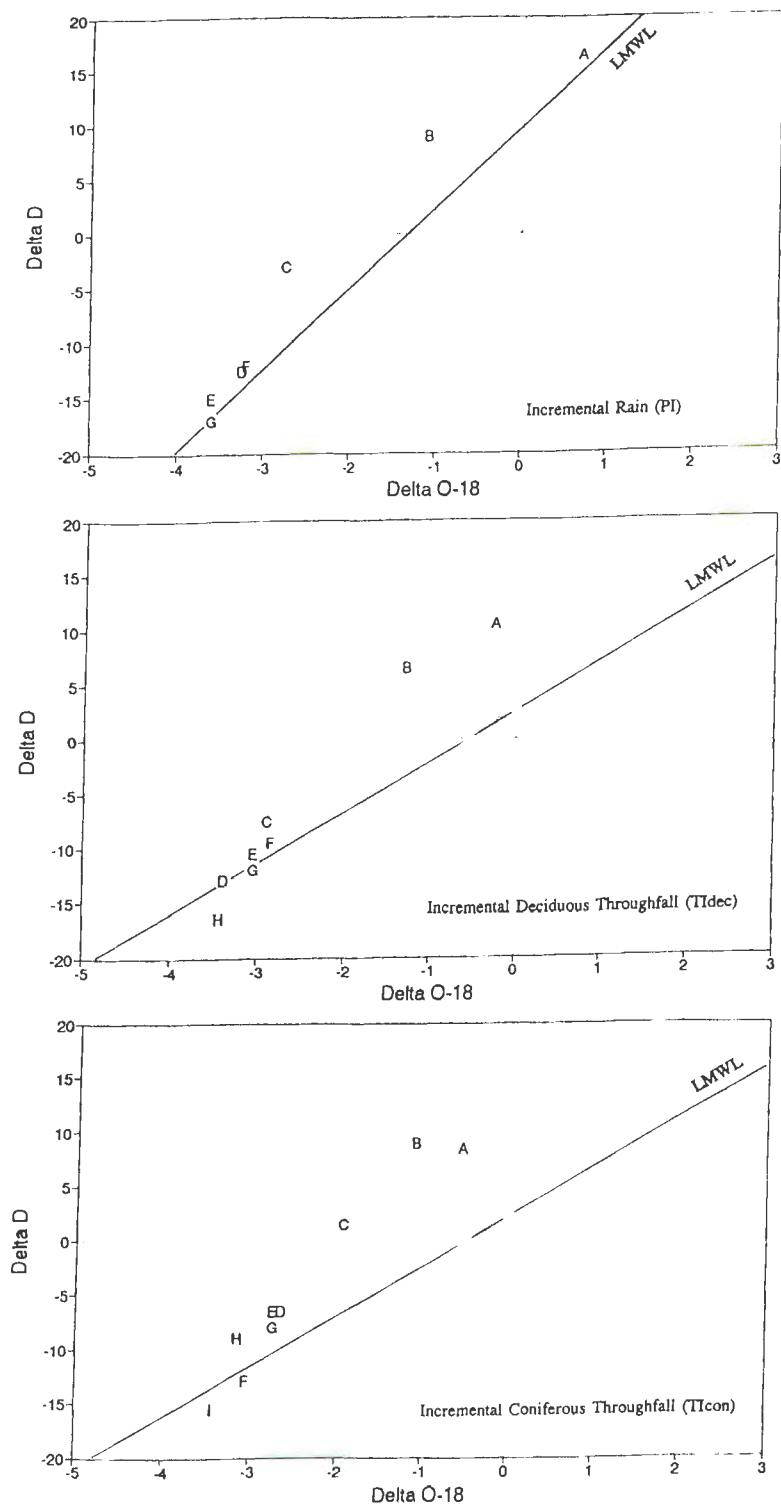 20
15
A
LMWL
10
B
5
Delta D
0
-5
C
-10
F
D
-15
E
G
Incremental Rain (PI)
-20
-5 -4 -3 -2 -1 0 1 2 3
Delta O-18
20
15
LMWL
10
A
B
5
Delta D
0
-5
C
-10
F
E
G
D
-15
H
Incremental Deciduous Throughfall (TIdec)
-20
-5 -4 -3 -2 -1 0 1 2 3
Delta O-18
20
15
LMWL
10
B
A
5
C
Delta D
0
-5
ED
G
H
-10
F
-15
I
Incremental Coniferous Throughfall (TIcon)
-20
-5 -4 -3 -2 -1 0 1 2 3
Delta O-18